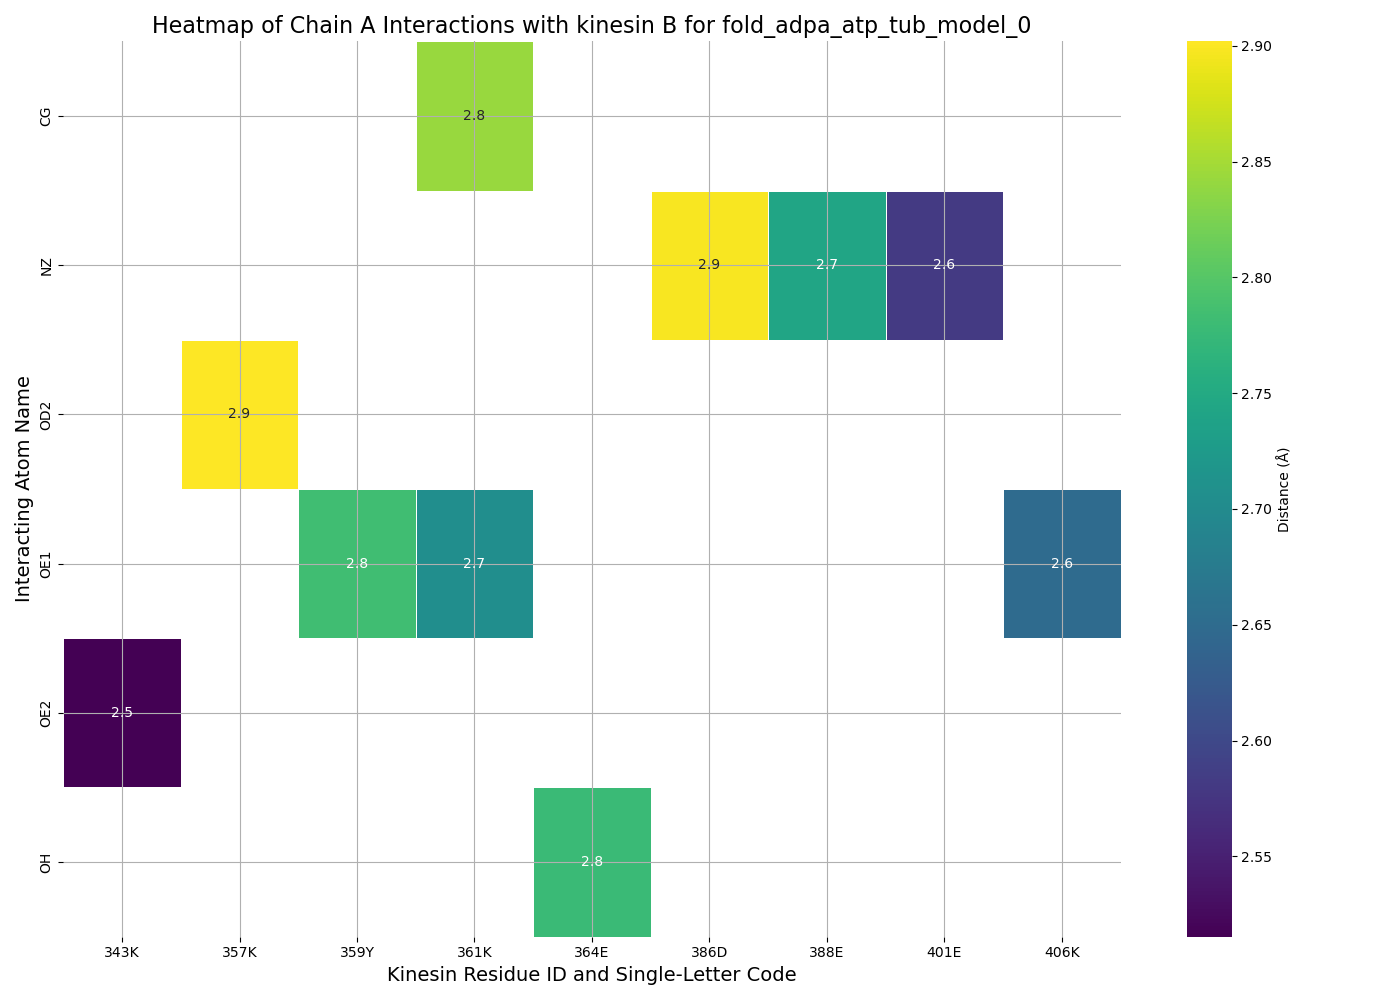 Heatmap of Chain A Interactions with kinesin B for fold_adpa_atp_tub_model_0
CG
NZ
OD2
OE1
OE2
OH
Interacting Atom Name
2.8
2.9
2.7
2.6
2.9
2.8
2.7
2.6
2.5
2.8
343K
357K
359Y
361K
364E
386D
388E
401E
406K
Kinesin Residue ID and Single-Letter Code
2.90
2.85
2.80
2.75
2.70
2.65
2.60
2.55
Distance (Å)